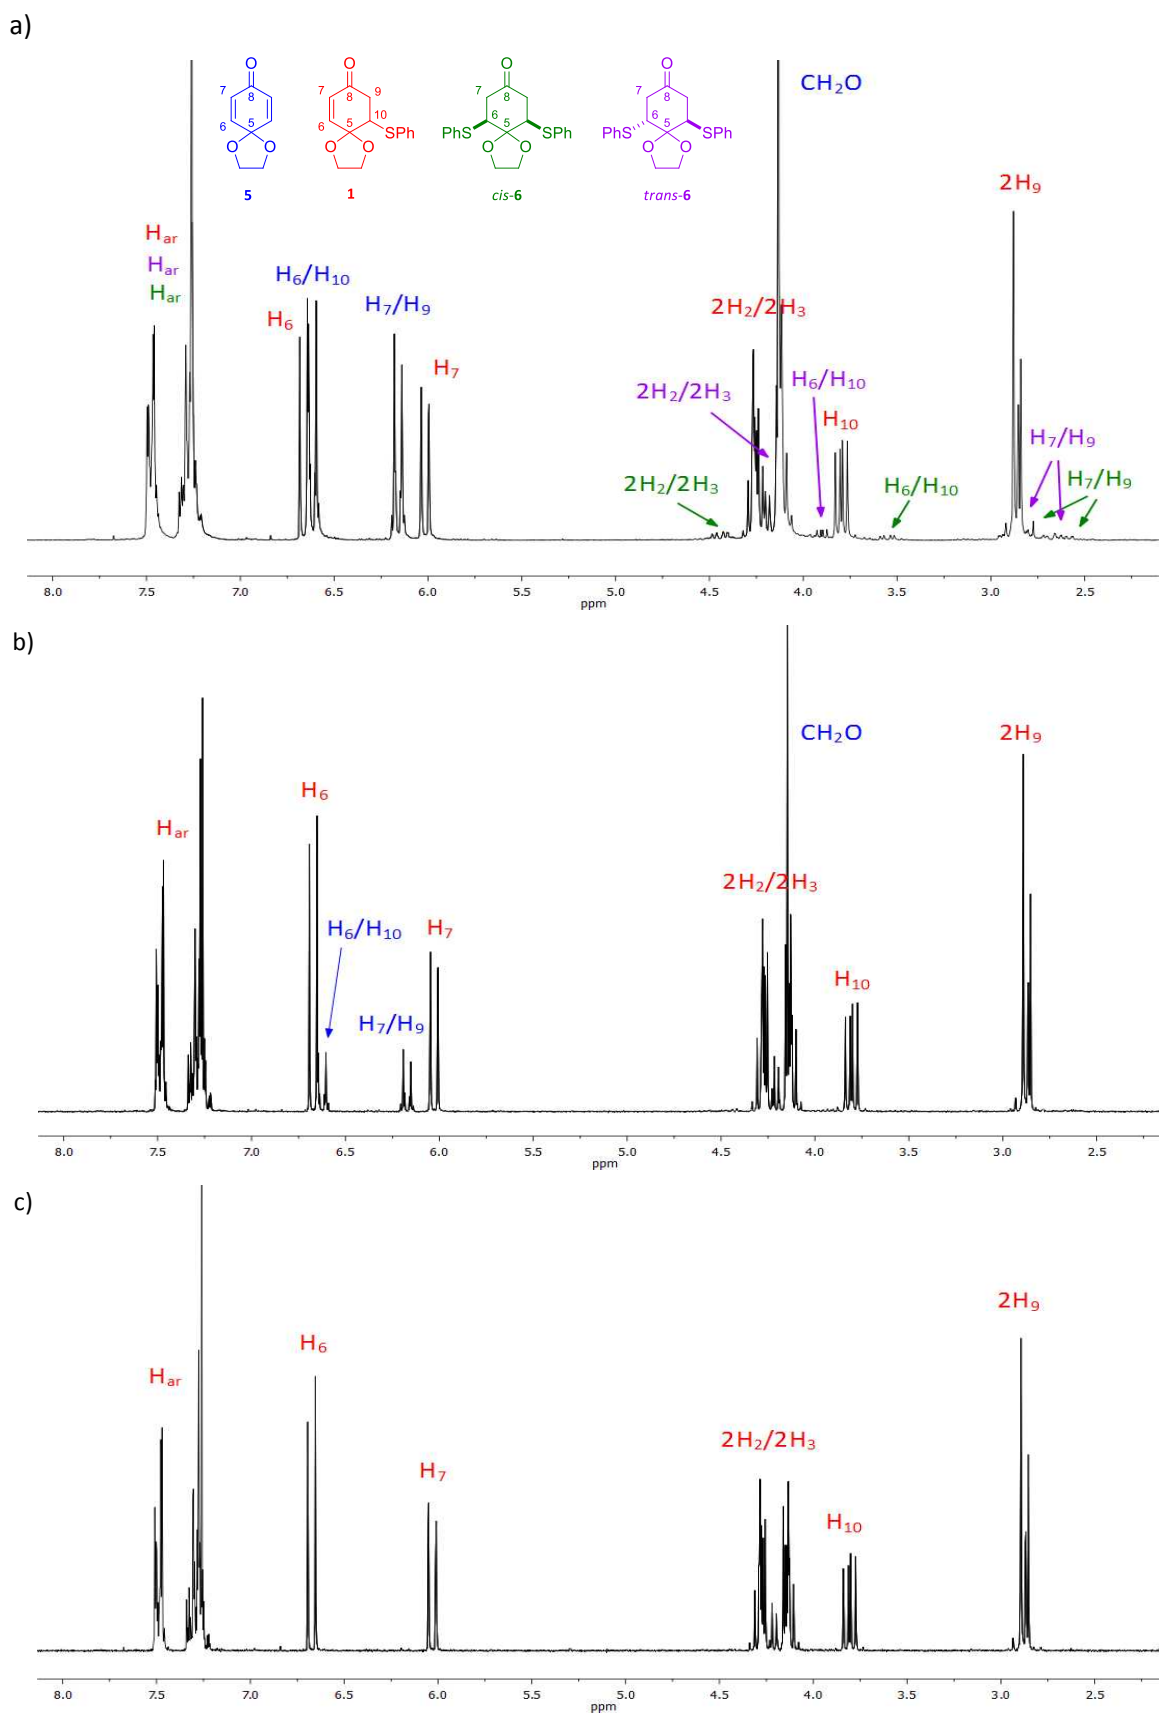 a)
O O O O
7 8 7 8 9 7 8 7 8
6 5 6 5 10 6 5 6 5
SPh PhS SPh PhS SPh
O O O O O O O O
5 1 cis-6 trans-6
CH₂O
2H₉
Har
Har
Har
H₆
H₆/H₁₀
H₇/H₉
H₇
2H₂/2H₃
2H₂/2H₃
2H₂/2H₃
H₆/H₁₀
H₁₀
H₆/H₁₀
H₇/H₉
H₇/H₉
8.0 7.5 7.0 6.5 6.0 5.5 5.0 4.5 4.0 3.5 3.0 2.5
ppm
b)
CH₂O
2H₉
H₆
Har
H₆/H₁₀
H₇/H₉
H₇
2H₂/2H₃
H₁₀
8.0 7.5 7.0 6.5 6.0 5.5 5.0 4.5 4.0 3.5 3.0 2.5
ppm
c)
2H₉
H₆
Har
H₇
2H₂/2H₃
H₁₀
8.0 7.5 7.0 6.5 6.0 5.5 5.0 4.5 4.0 3.5 3.0 2.5
ppm